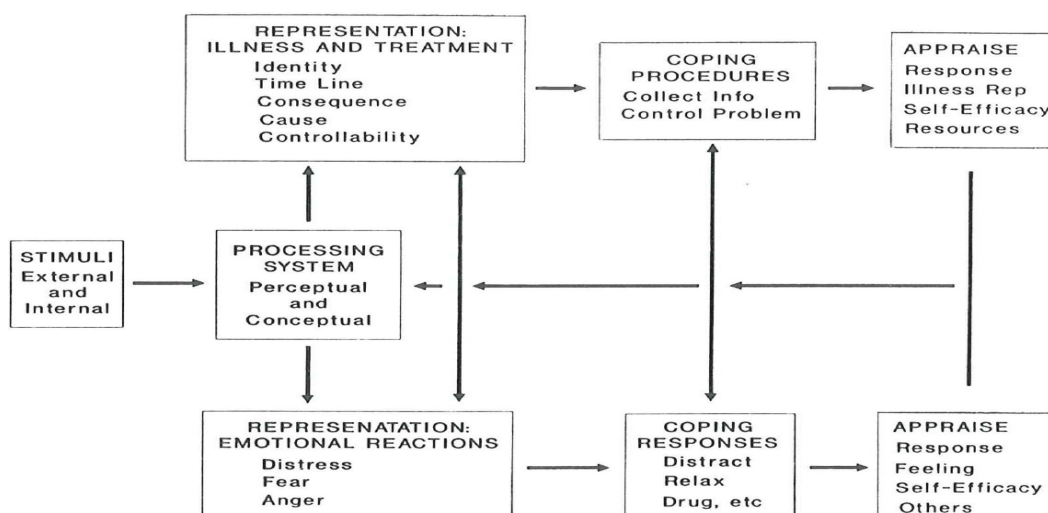 REPRESENTATION:
ILLNESS AND TREATMENT
Identity
Time Line
Consequence
Cause
Controllability
COPING
PROCEDURES
Collect Info
Control Problem
APPRAISE
Response
Illness Rep
Self-Efficacy
Resources
STIMULI
External
and
Internal
PROCESSING
SYSTEM
Perceptual
and
Conceptual
REPRESENATATION:
EMOTIONAL REACTIONS
Distress
Fear
Anger
COPING
RESPONSES
Distract
Relax
Drug, etc
APPRAISE
Response
Feeling
Self-Efficacy
Others